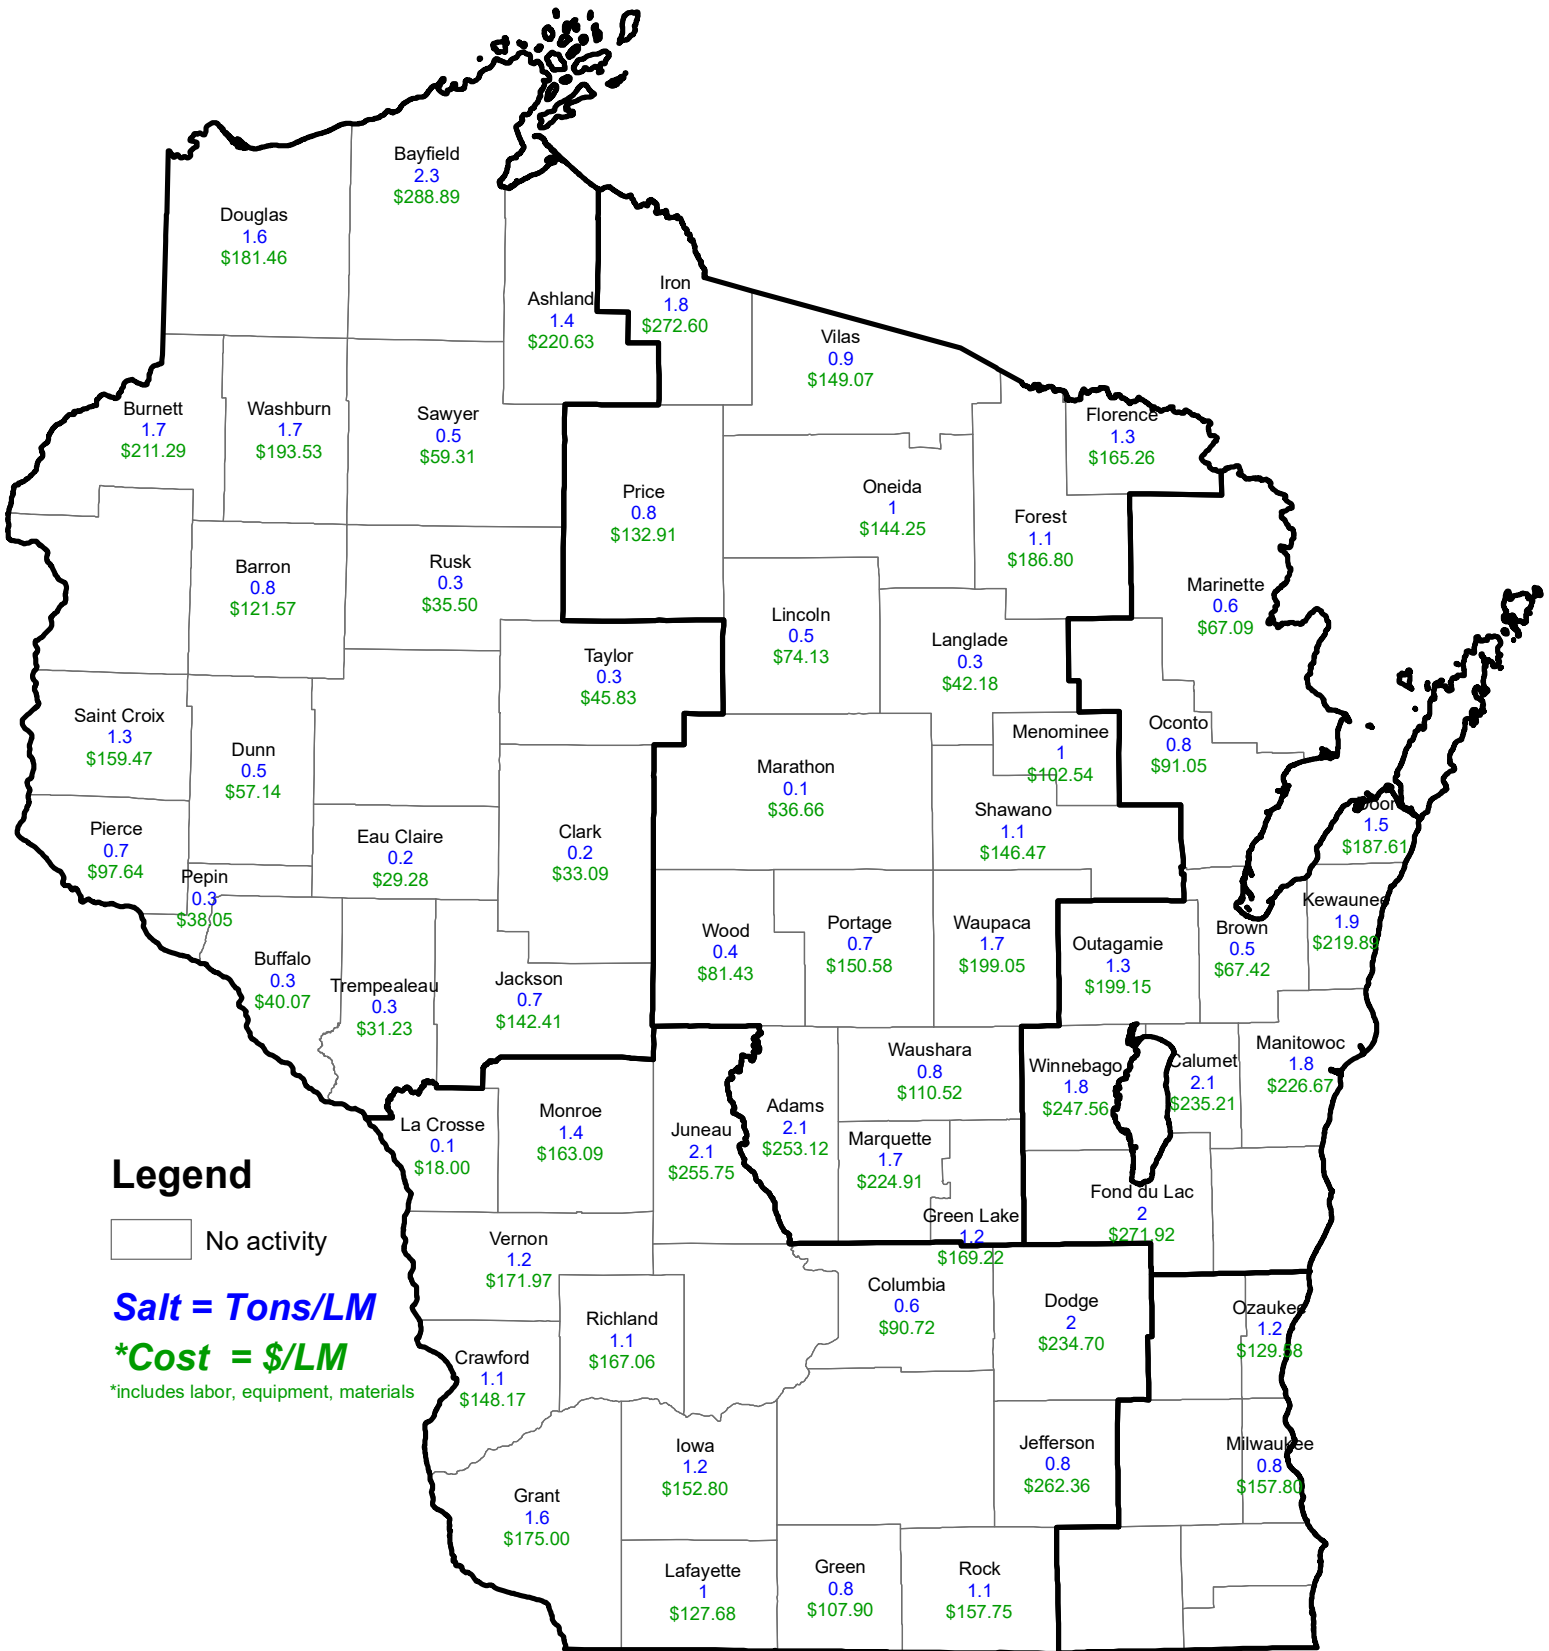 Bayfield
2.3
$288.89
Douglas
1.6
$181.46
Ashland
1.4
$220.63
Iron
1.8
$272.60
Vilas
0.9
$149.07
Burnett
1.7
$211.29
Washburn
1.7
$193.53
Sawyer
0.5
$59.31
Florence
1.3
$165.26
Price
0.8
$132.91
Oneida
1
$144.25
Forest
1.1
$186.80
Barron
0.8
$121.57
Rusk
0.3
$35.50
Marinette
0.6
$67.09
Lincoln
0.5
$74.13
Langlade
0.3
$42.18
Taylor
0.3
$45.83
Saint Croix
1.3
$159.47
Dunn
0.5
$57.14
Menominee
1
$102.54
Oconto
0.8
$91.05
Marathon
0.1
$36.66
Shawano
1.1
$146.47
Door
1.5
$187.61
Pierce
0.7
$97.64
Eau Claire
0.2
$29.28
Clark
0.2
$33.09
Pepin
0.3
$38.05
Wood
0.4
$81.43
Portage
0.7
$150.58
Waupaca
1.7
$199.05
Outagamie
1.3
$199.15
Brown
0.5
$67.42
Kewaunee
1.9
$219.89
Buffalo
0.3
$40.07
Trempealeau
0.3
$31.23
Jackson
0.7
$142.41
Waushara
0.8
$110.52
Winnebago
1.8
$247.56
Calumet
2.1
$235.21
Manitowoc
1.8
$226.67
La Crosse
0.1
$18.00
Monroe
1.4
$163.09
Juneau
2.1
$255.75
Adams
2.1
$253.12
Marquette
1.7
$224.91
Green Lake
1.2
$169.22
Fond du Lac
2
$271.92
Legend
No activity
Salt = Tons/LM
*Cost = $/LM
*includes labor, equipment, materials
Vernon
1.2
$171.97
Richland
1.1
$167.06
Columbia
0.6
$90.72
Dodge
2
$234.70
Ozaukee
1.2
$129.58
Crawford
1.1
$148.17
Iowa
1.2
$152.80
Jefferson
0.8
$262.36
Milwaukee
0.8
$157.80
Grant
1.6
$175.00
Lafayette
1
$127.68
Green
0.8
$107.90
Rock
1.1
$157.75